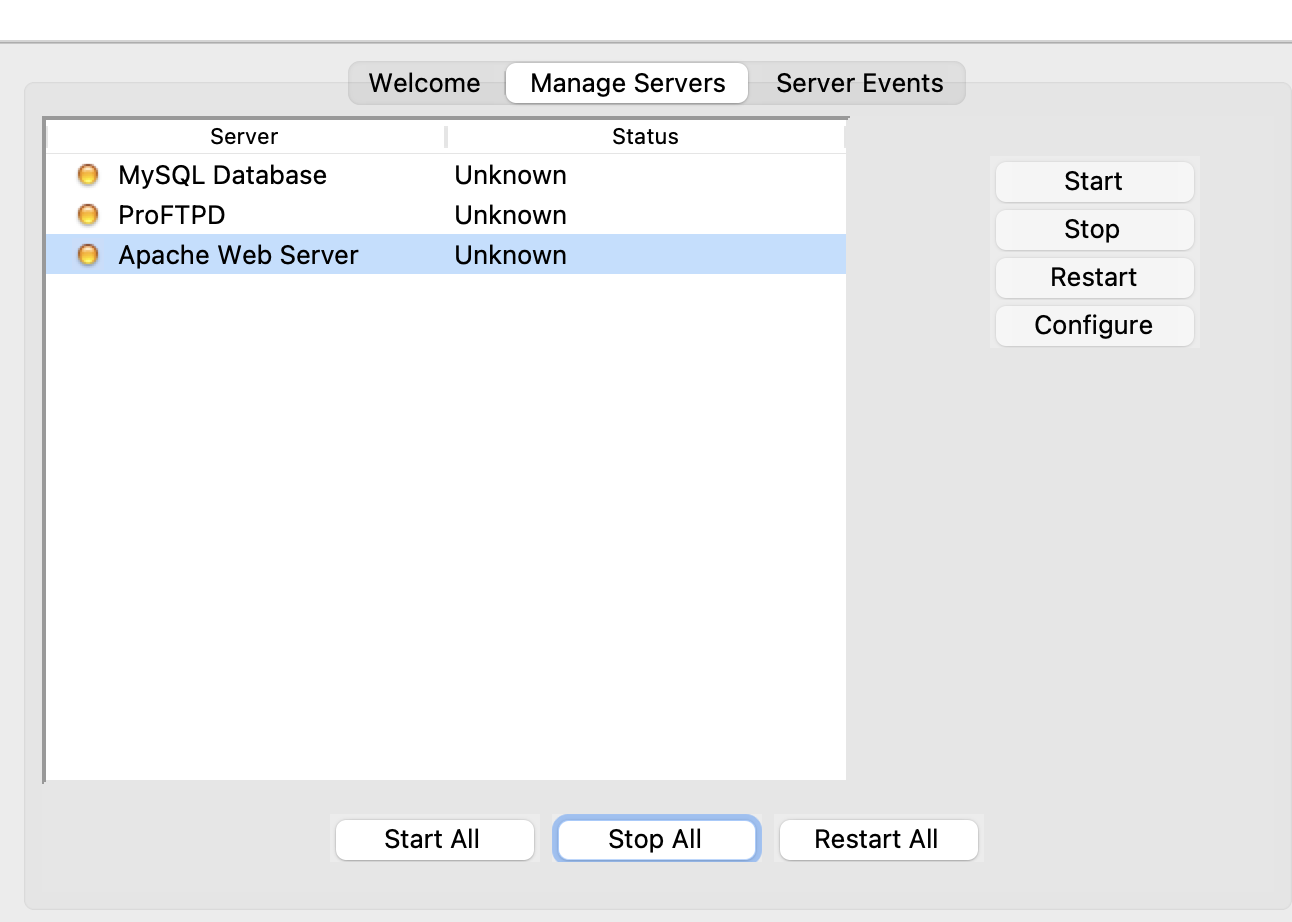 Welcome Manage Servers Server Events
Server Status
MySQL Database Unknown
ProFTPD Unknown
Apache Web Server Unknown
Start
Stop
Restart
Configure
Start All Stop All Restart All